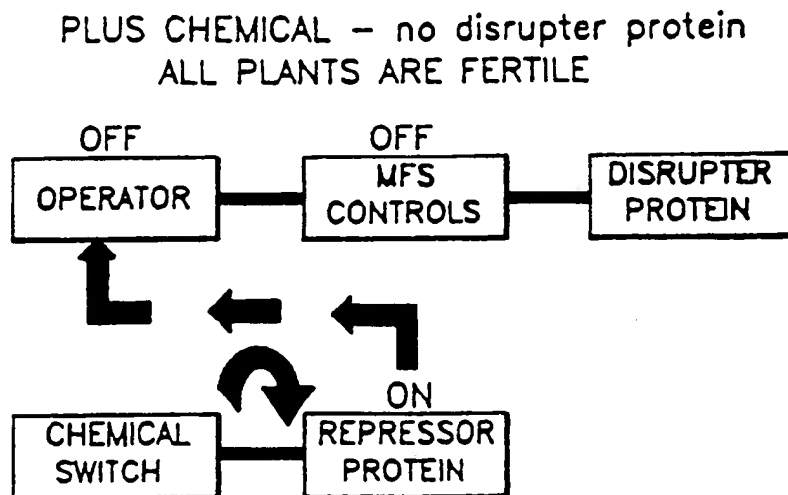 PLUS CHEMICAL – no disrupter protein
ALL PLANTS ARE FERTILE
OFF
OFF
OPERATOR
MFS
CONTROLS
DISRUPTER
PROTEIN
ON
CHEMICAL
SWITCH
REPRESSOR
PROTEIN